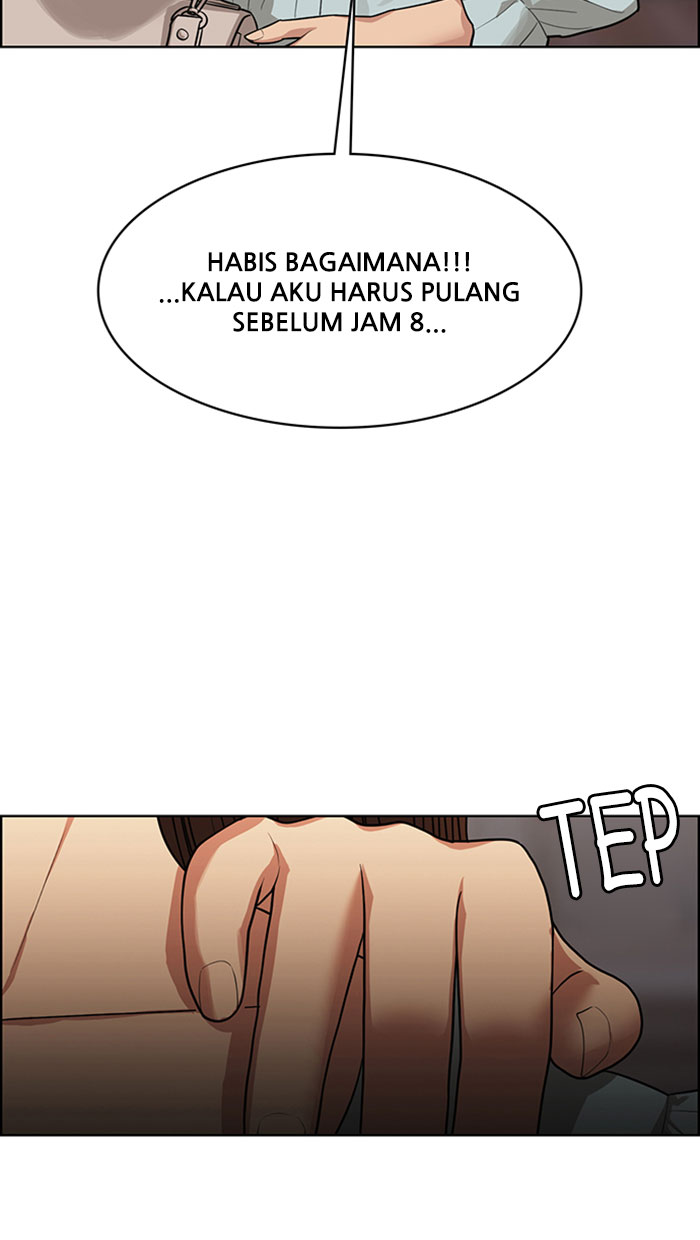 HABIS BAGAIMANA!!!
...KALAU AKU HARUS PULANG
SEBELUM JAM 8...
TEP